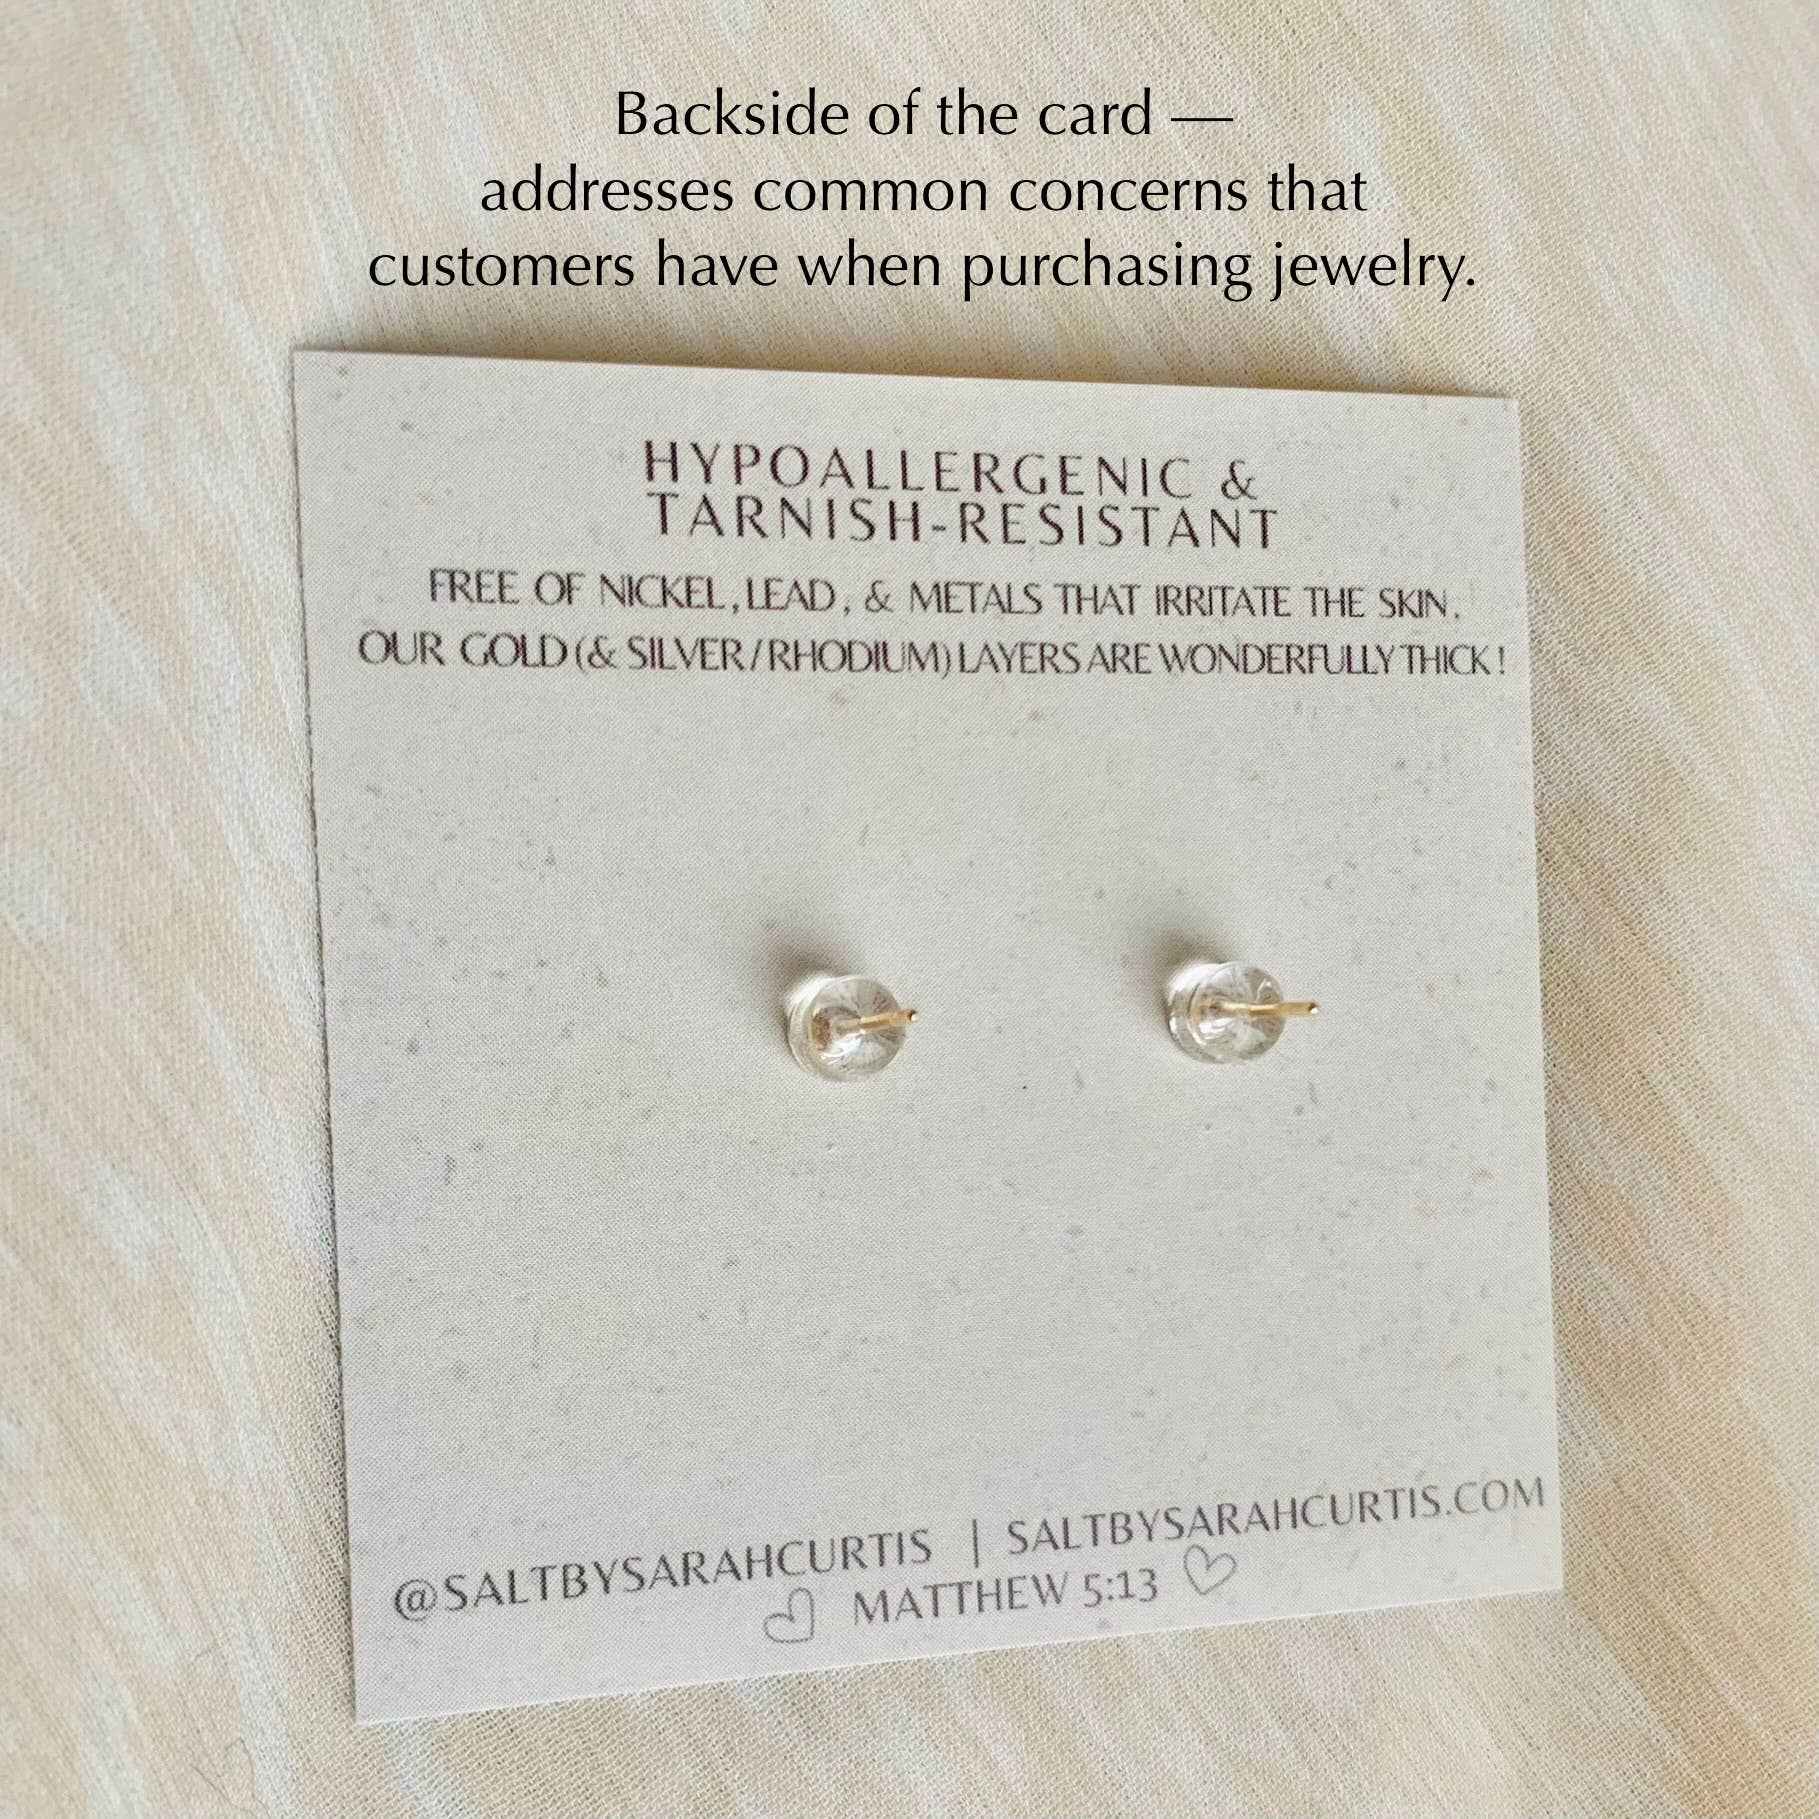 Backside of the card —
addresses common concerns that
customers have when purchasing jewelry.
HYPOALLERGENIC &
TARNISH-RESISTANT
FREE OF NICKEL, LEAD, & METALS THAT IRRITATE THE SKIN.
OUR GOLD (& SILVER/RHODIUM) LAYERS ARE WONDERFULLY THICK!
@SALTBYSARAHCURTIS | SALTBYSARAHCURTIS.COM
MATTHEW 5:13